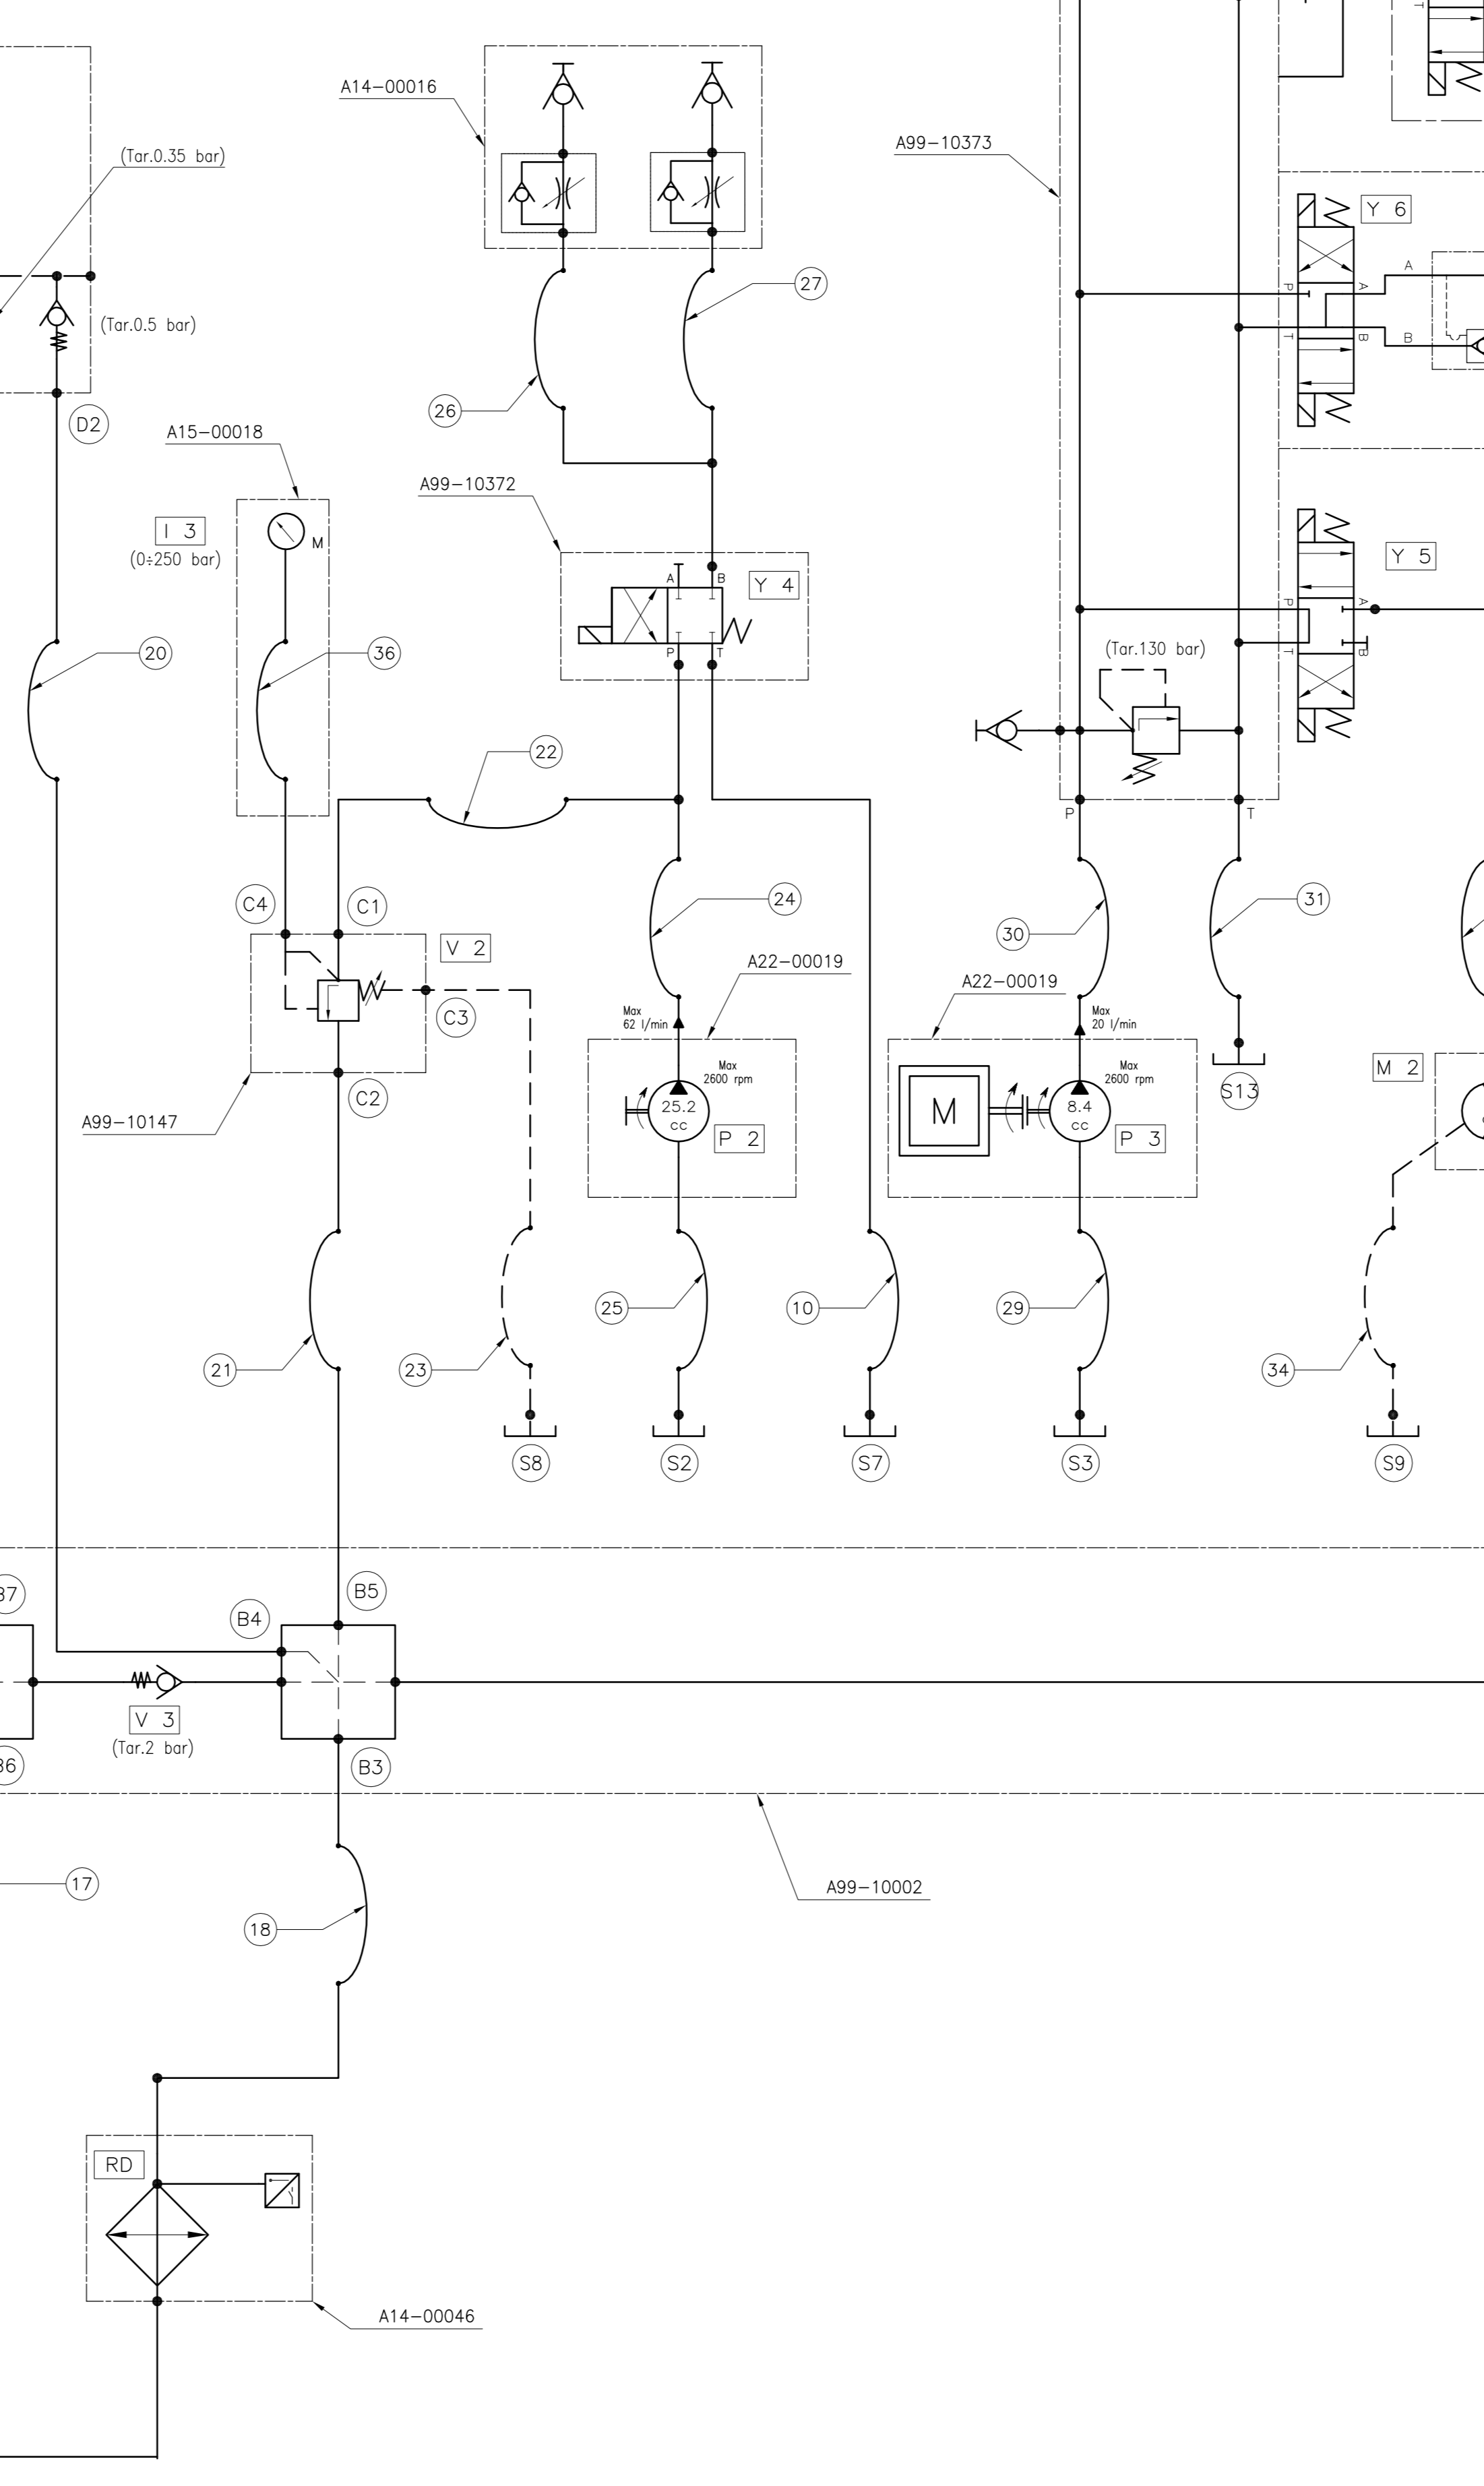 T
A14-00016
A99-10373
(Tar.0.35 bar)
Y 6
A
P
A
T
B
B
27
(Tar.0.5 bar)
26
D2
A15-00018
A99-10372
I 3
(0÷250 bar)
M
A
B
Y 4
P
T
Y 5
P
A
T
B
(Tar.130 bar)
20
36
22
P
T
C4
C1
24
31
30
V 2
C3
A22-00019
A22-00019
Max
62 l/min
Max
20 l/min
Max
2600 rpm
Max
2600 rpm
M 2
S13
C2
A99-10147
25.2
cc
P 2
M
8.4
cc
P 3
25
10
29
21
23
34
S8
S2
S7
S3
S9
B5
B4
V 3
(Tar.2 bar)
B3
17
A99-10002
18
RD
A14-00046